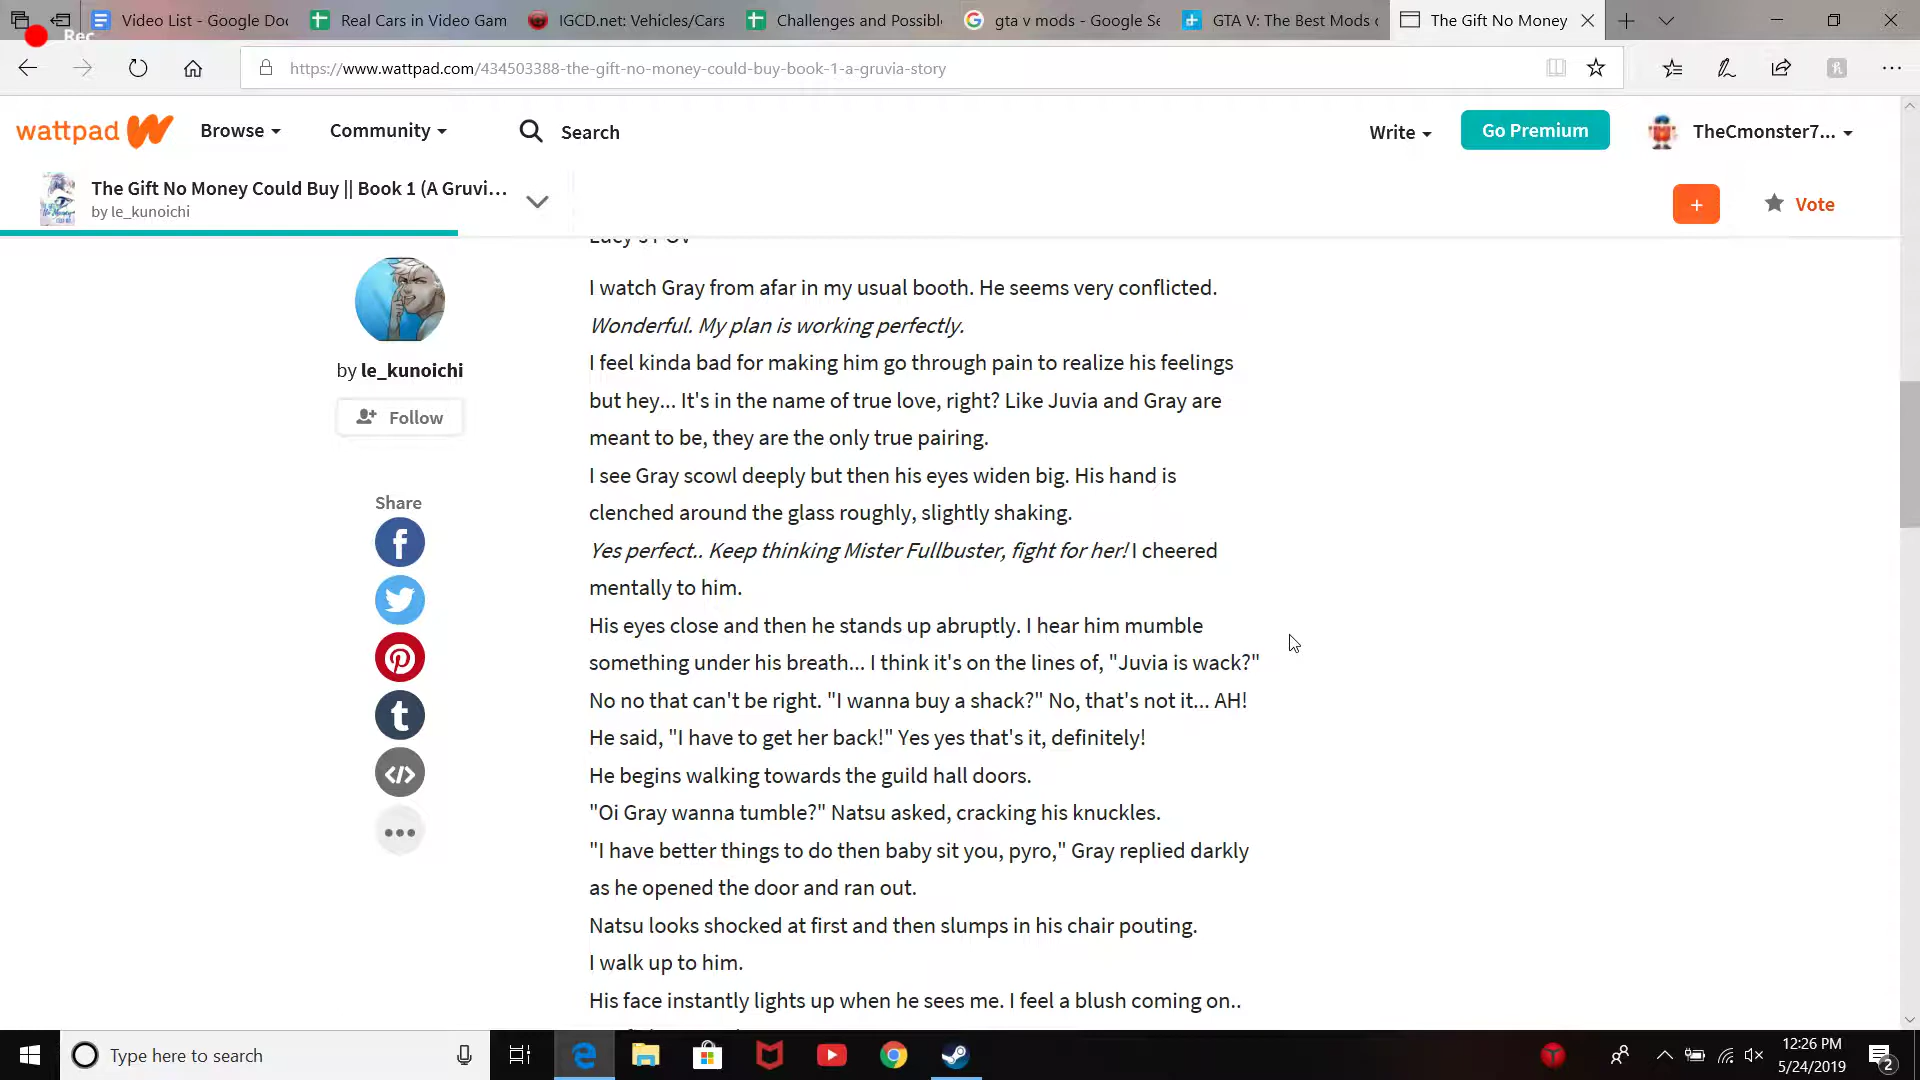 Video List - Google Doc
Real Cars in Video Gam
IGCD.net: Vehicles/Cars
Challenges and Possibl
gta v mods - Google Se
GTA V: The Best Mods
The Gift No Money
Rec
https://www.wattpad.com/434503388-the-gift-no-money-could-buy-book-1-a-gruvia-story
wattpad
Browse
Community
Search
Write
Go Premium
TheCmonster7...
The Gift No Money Could Buy || Book 1 (A Gruvi...
by le_kunoichi
+
Vote
Lucy's POV
by le_kunoichi
Follow
Share
I watch Gray from afar in my usual booth. He seems very conflicted.
Wonderful. My plan is working perfectly.
I feel kinda bad for making him go through pain to realize his feelings
but hey... It's in the name of true love, right? Like Juvia and Gray are
meant to be, they are the only true pairing.
I see Gray scowl deeply but then his eyes widen big. His hand is
clenched around the glass roughly, slightly shaking.
Yes perfect.. Keep thinking Mister Fullbuster, fight for her! I cheered
mentally to him.
His eyes close and then he stands up abruptly. I hear him mumble
something under his breath... I think it's on the lines of, "Juvia is wack?"
No no that can't be right. "I wanna buy a shack?" No, that's not it... AH!
He said, "I have to get her back!" Yes yes that's it, definitely!
He begins walking towards the guild hall doors.
"Oi Gray wanna tumble?" Natsu asked, cracking his knuckles.
"I have better things to do then baby sit you, pyro," Gray replied darkly
as he opened the door and ran out.
Natsu looks shocked at first and then slumps in his chair pouting.
I walk up to him.
His face instantly lights up when he sees me. I feel a blush coming on..
Type here to search
12:26 PM
5/24/2019
2